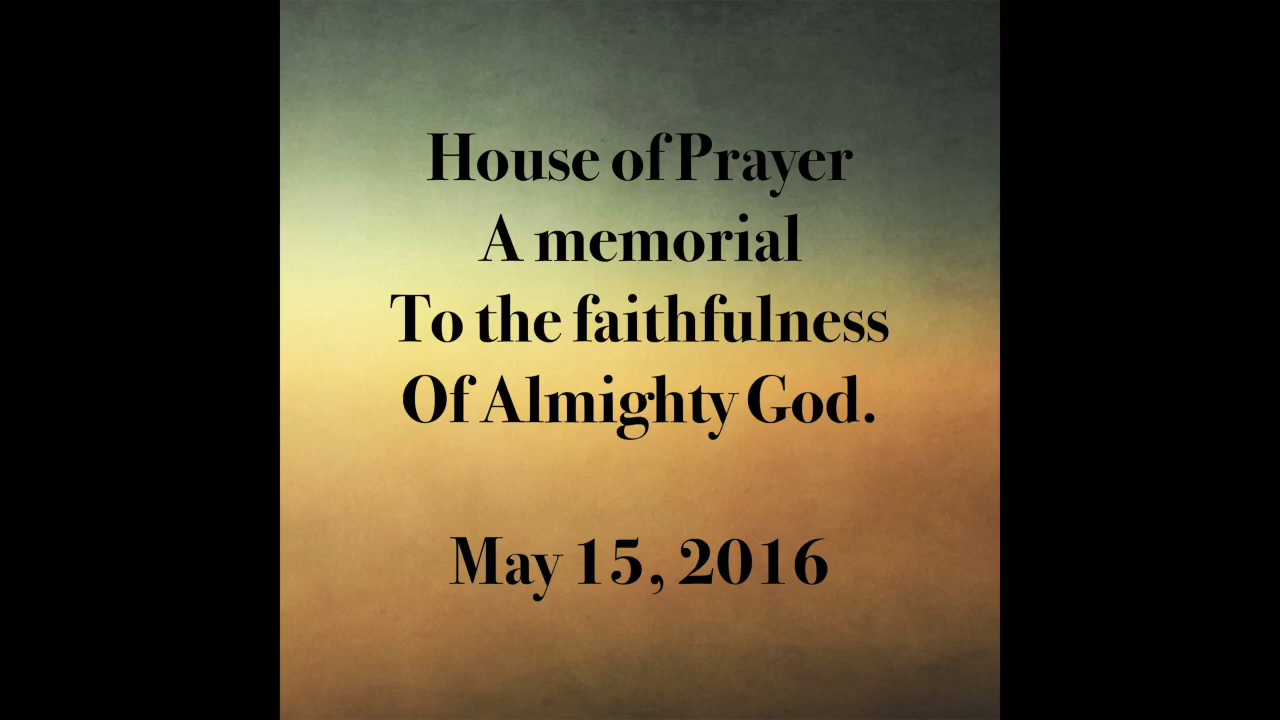 House of Prayer
A memorial
To the faithfulness
Of Almighty God.
May 15, 2016